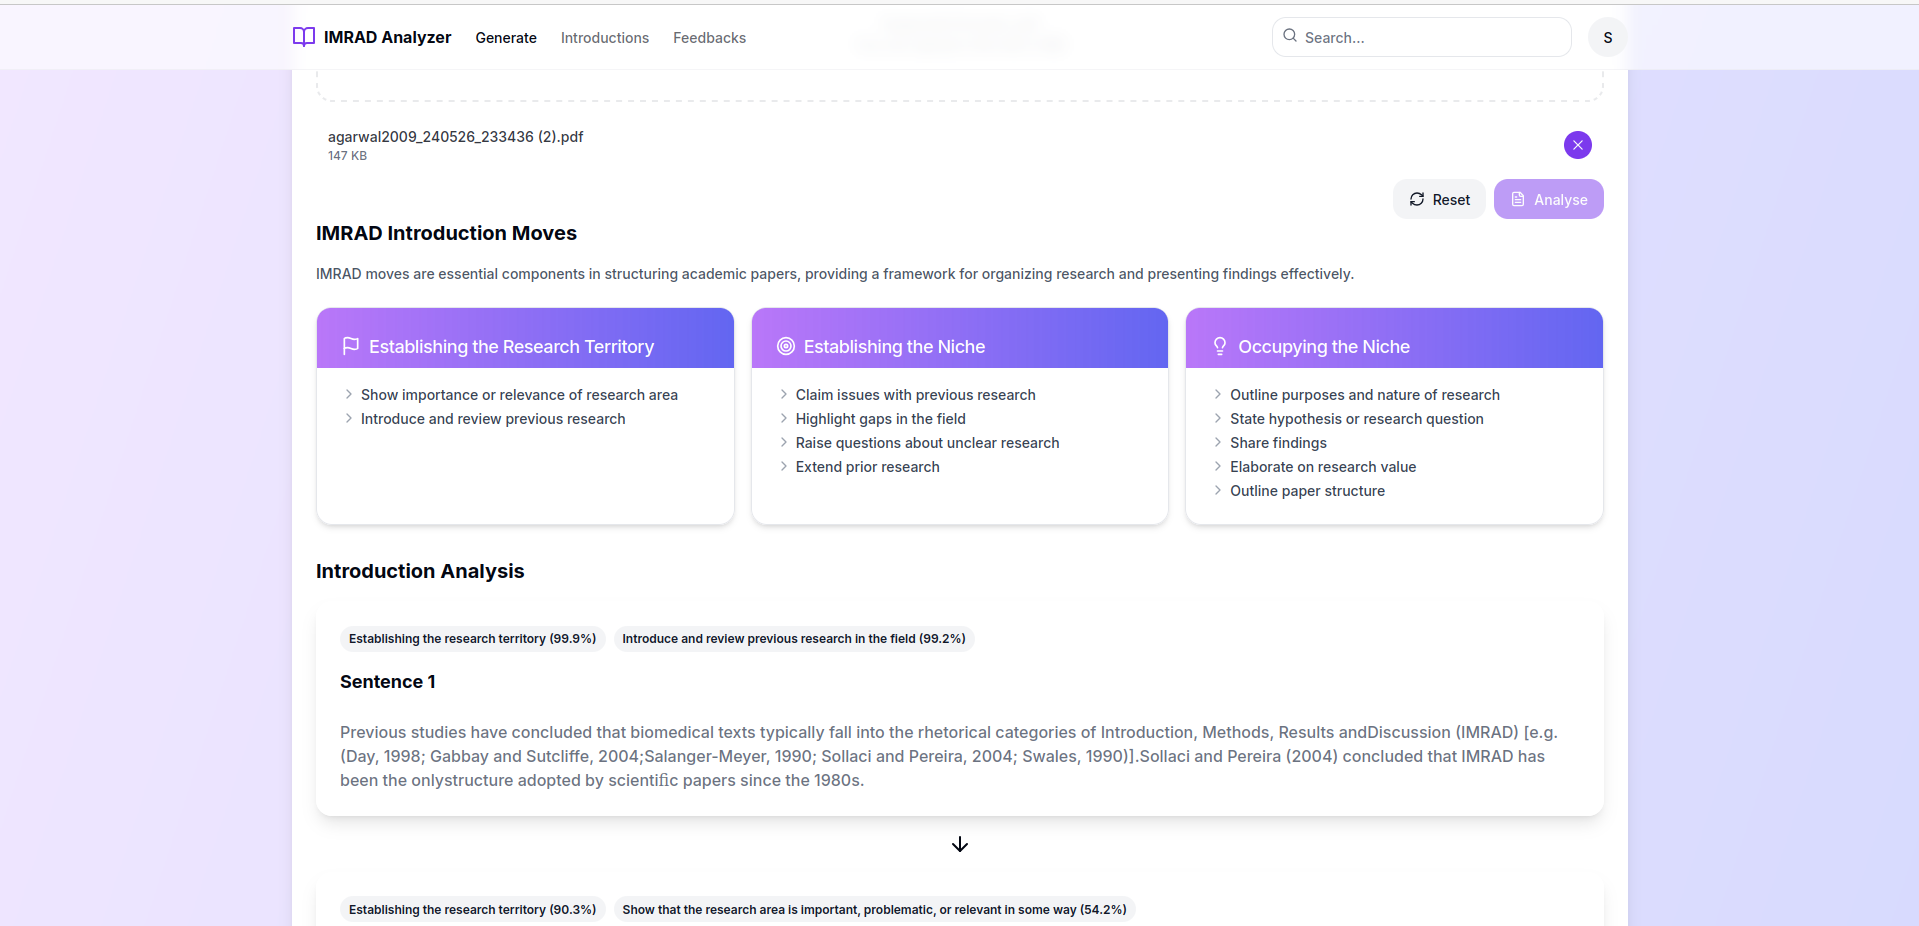 IMRAD Analyzer Generate Introductions Feedbacks Search... S
agarwal2009_240526_233436 (2).pdf
147 KB
Reset Analyse
IMRAD Introduction Moves
IMRAD moves are essential components in structuring academic papers, providing a framework for organizing research and presenting findings effectively.
Establishing the Research Territory
Show importance or relevance of research area
Introduce and review previous research
Establishing the Niche
Claim issues with previous research
Highlight gaps in the field
Raise questions about unclear research
Extend prior research
Occupying the Niche
Outline purposes and nature of research
State hypothesis or research question
Share findings
Elaborate on research value
Outline paper structure
Introduction Analysis
Establishing the research territory (99.9%) Introduce and review previous research in the field (99.2%)
Sentence 1
Previous studies have concluded that biomedical texts typically fall into the rhetorical categories of Introduction, Methods, Results andDiscussion (IMRAD) [e.g.
(Day, 1998; Gabbay and Sutcliffe, 2004;Salanger-Meyer, 1990; Sollaci and Pereira, 2004; Swales, 1990)].Sollaci and Pereira (2004) concluded that IMRAD has
been the onlystructure adopted by scientiﬁc papers since the 1980s.
Establishing the research territory (90.3%) Show that the research area is important, problematic, or relevant in some way (54.2%)